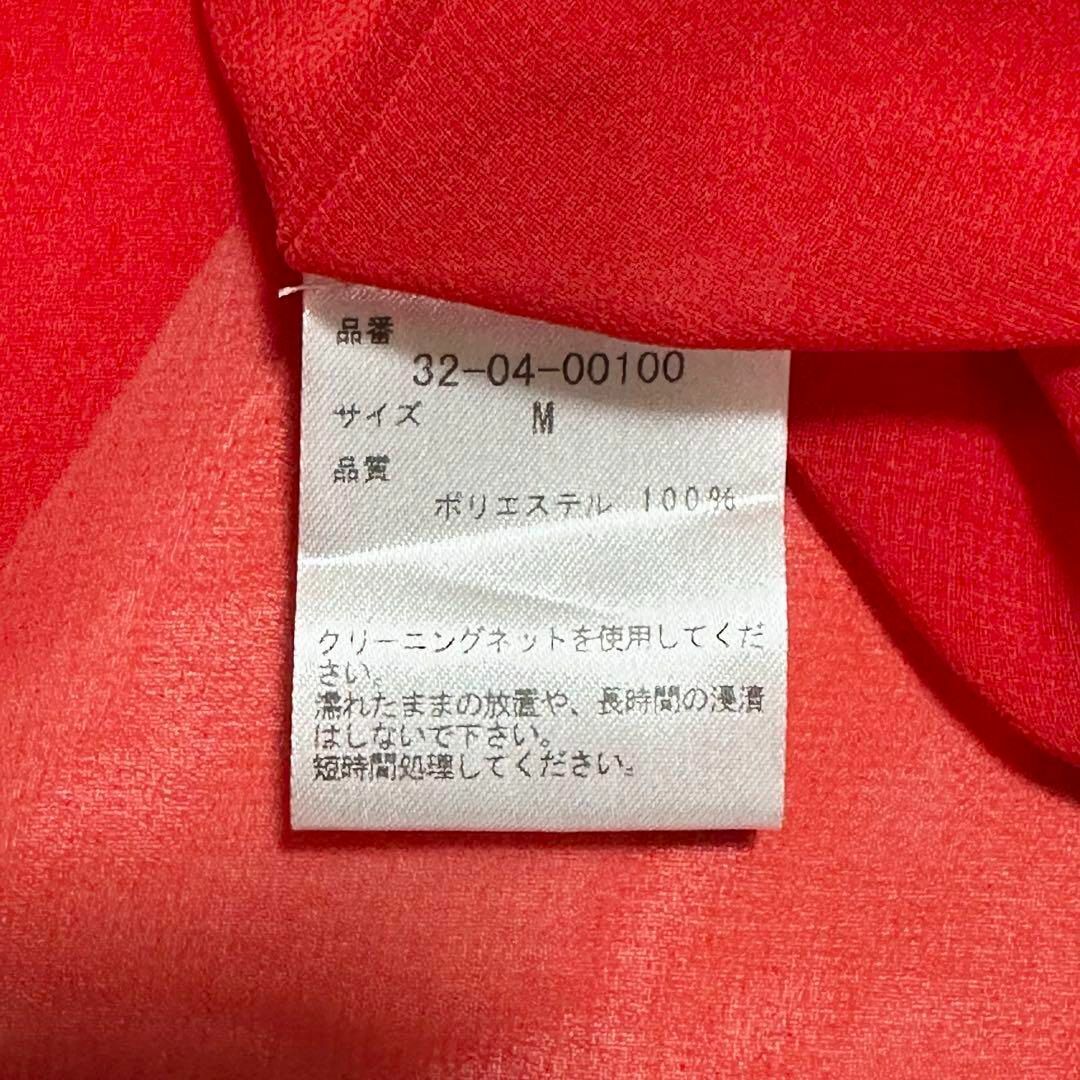 品番
32-04-00100
サイズ M
品質
ポリエステル 100%
クリーニングネットを使用してくだ
さい。
濡れたままの放置や、長時間の浸漬
はしないで下さい。
短時間処理してください。